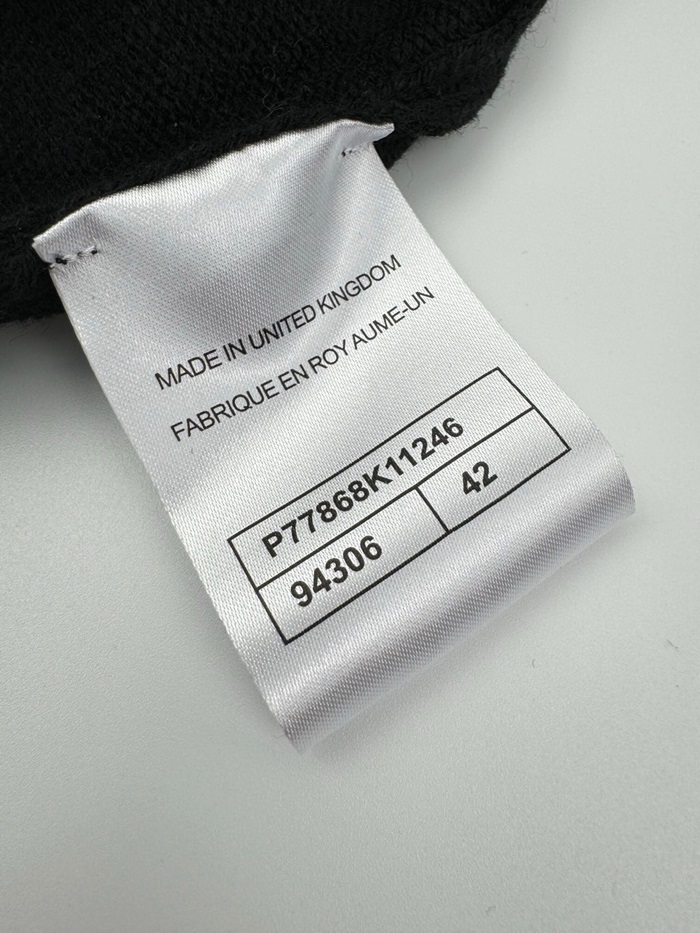 MADE IN UNITED KINGDOM
FABRIQUE EN ROY AUME-UN
P77868K11246
94306 42